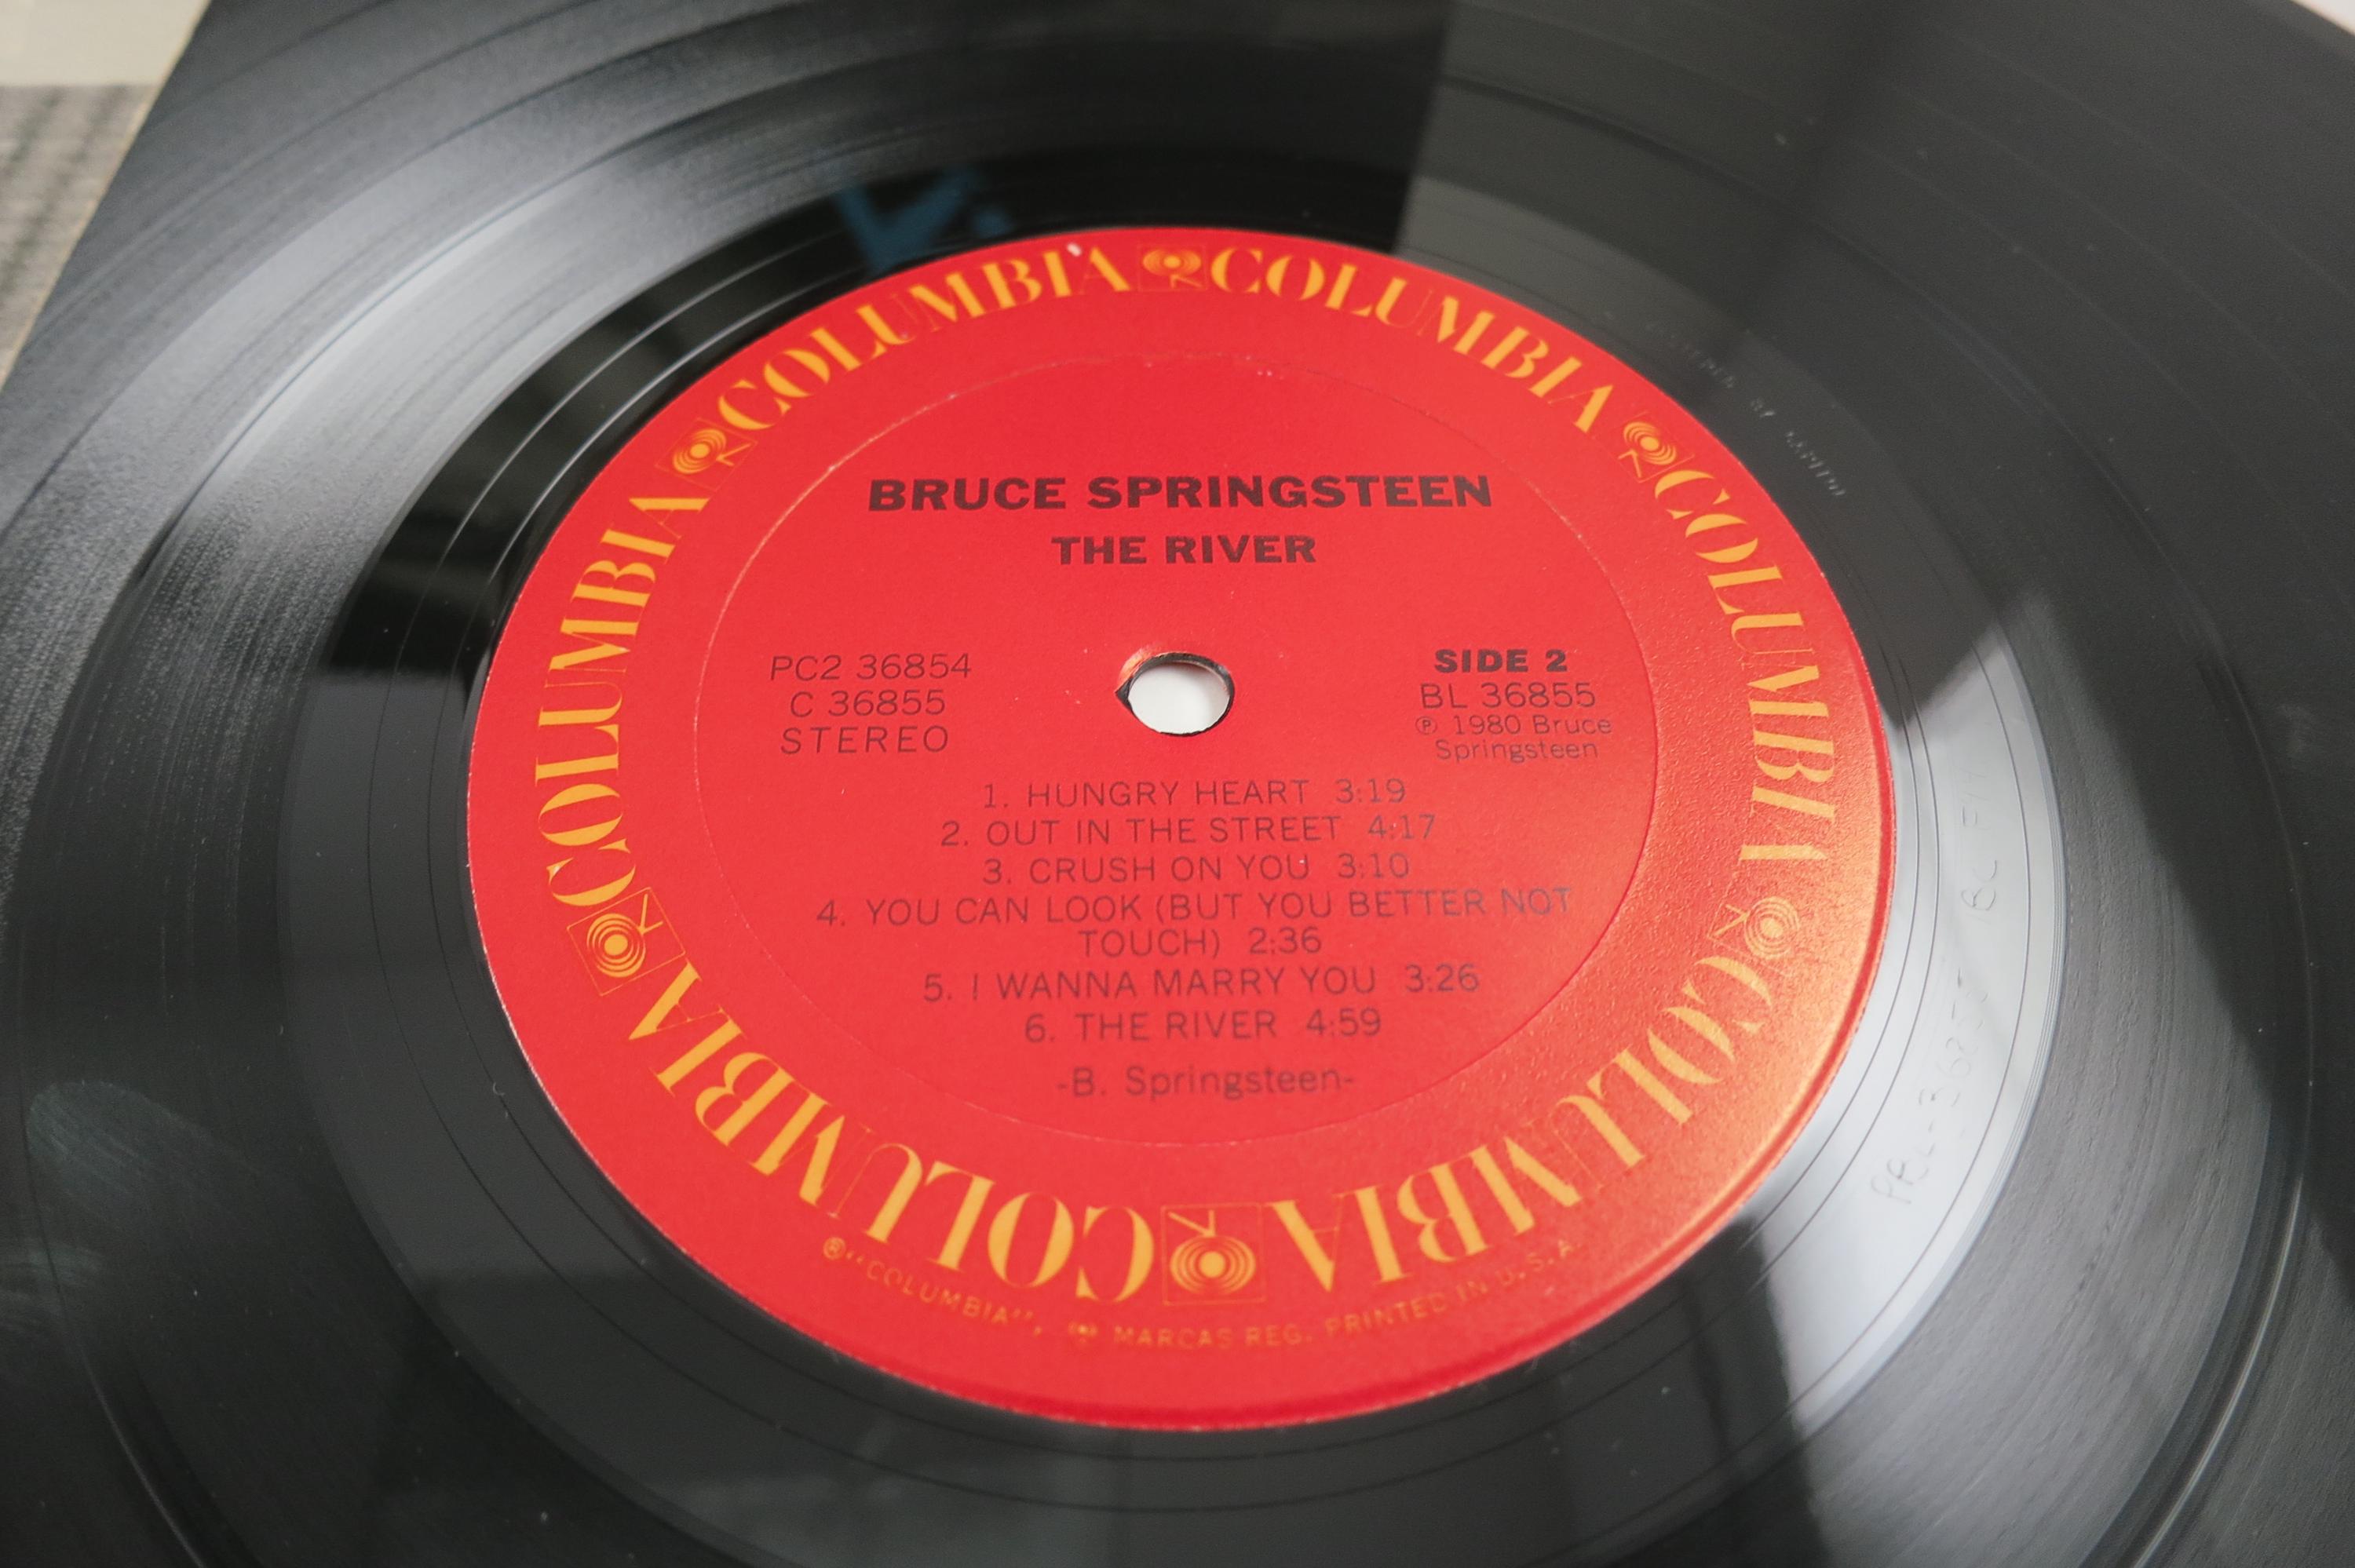 COLUMBIA COLUMBIA COLUMBIA COLUMBIA COLUMBIA COLUMBIA COLUMBIA
BRUCE SPRINGSTEEN
THE RIVER
PC2 36854
C 36855
STEREO
SIDE 2
BL 36855
Ⓟ 1980 Bruce
Springsteen
1. HUNGRY HEART 3:19
2. OUT IN THE STREET 4:17
3. CRUSH ON YOU 3:10
4. YOU CAN LOOK (BUT YOU BETTER NOT
TOUCH) 2:36
5. I WANNA MARRY YOU 3:26
6. THE RIVER 4:59
-B. Springsteen-
® "COLUMBIA", MARCAS REG. PRINTED IN U.S.A.